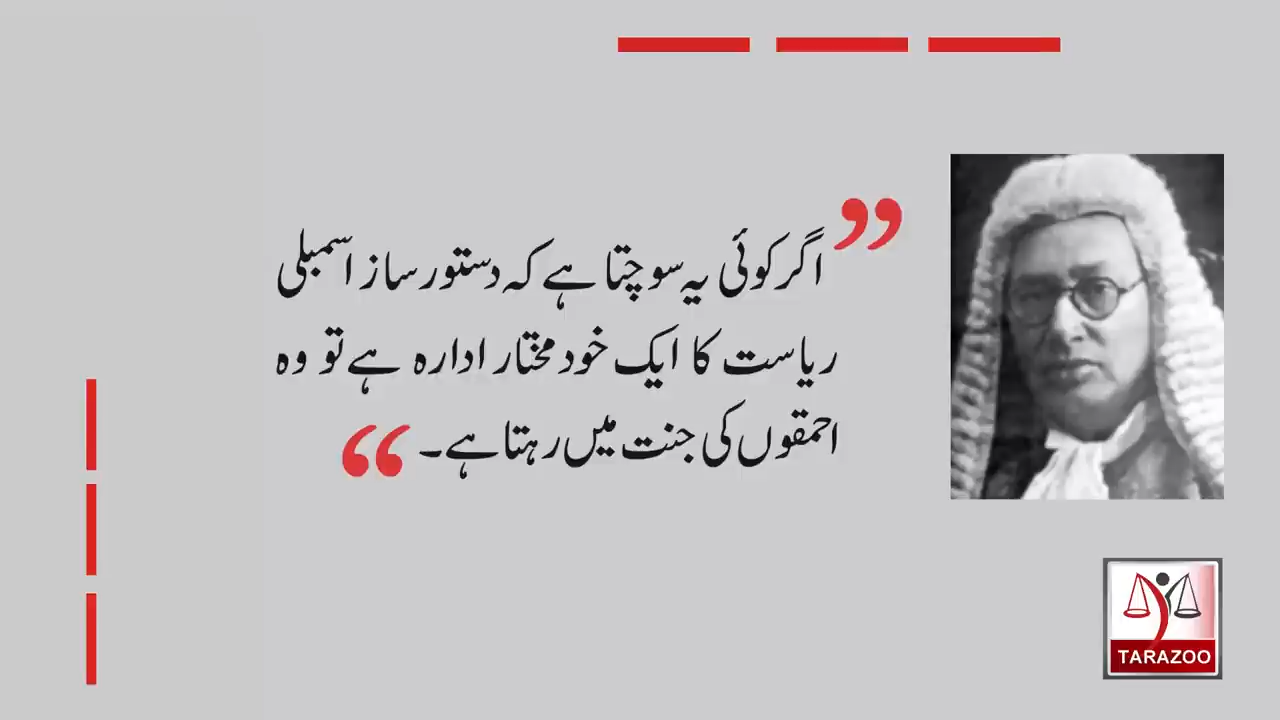 ”اگر کوئی یہ سوچتا ہے کہ دستور ساز اسمبلی
ریاست کا ایک خود مختار ادارہ ہے تو وہ
احمقوں کی جنت میں رہتا ہے۔“
TARAZOO